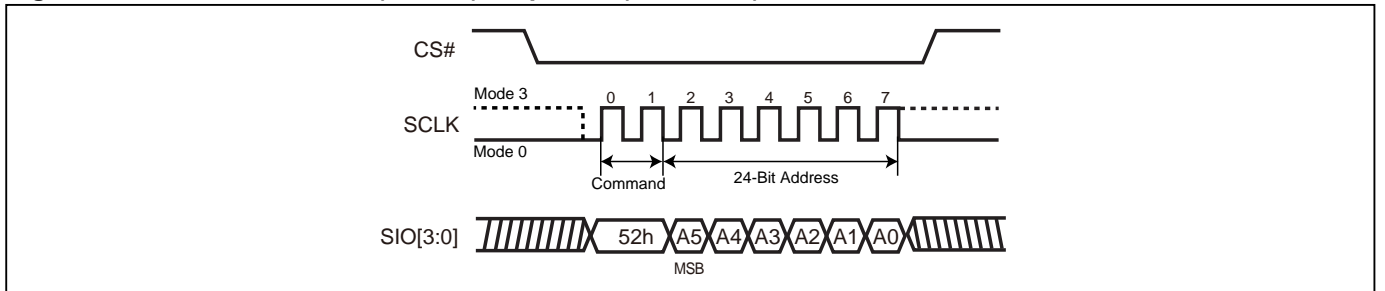 CS#
Mode 3
0 1 2 3 4 5 6 7
SCLK
Mode 0
Command
24-Bit Address
SIO[3:0]
52h A5 A4 A3 A2 A1 A0
MSB